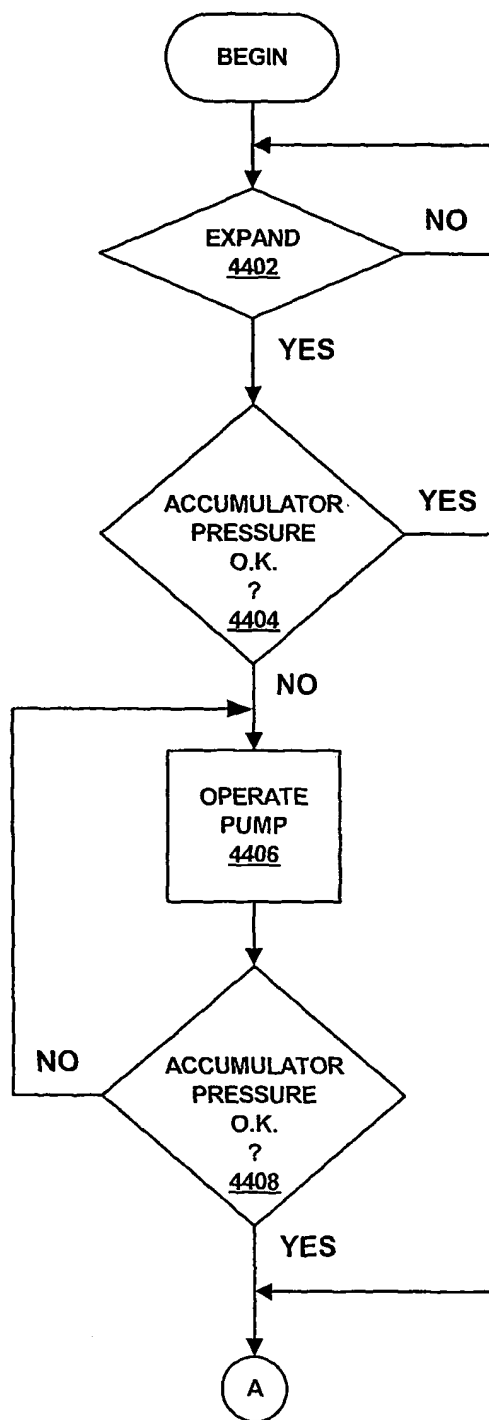 BEGIN
EXPAND
4402
NO
YES
ACCUMULATOR
PRESSURE
O.K.
?
4404
YES
NO
OPERATE
PUMP
4406
ACCUMULATOR
PRESSURE
O.K.
?
4408
NO
YES
A